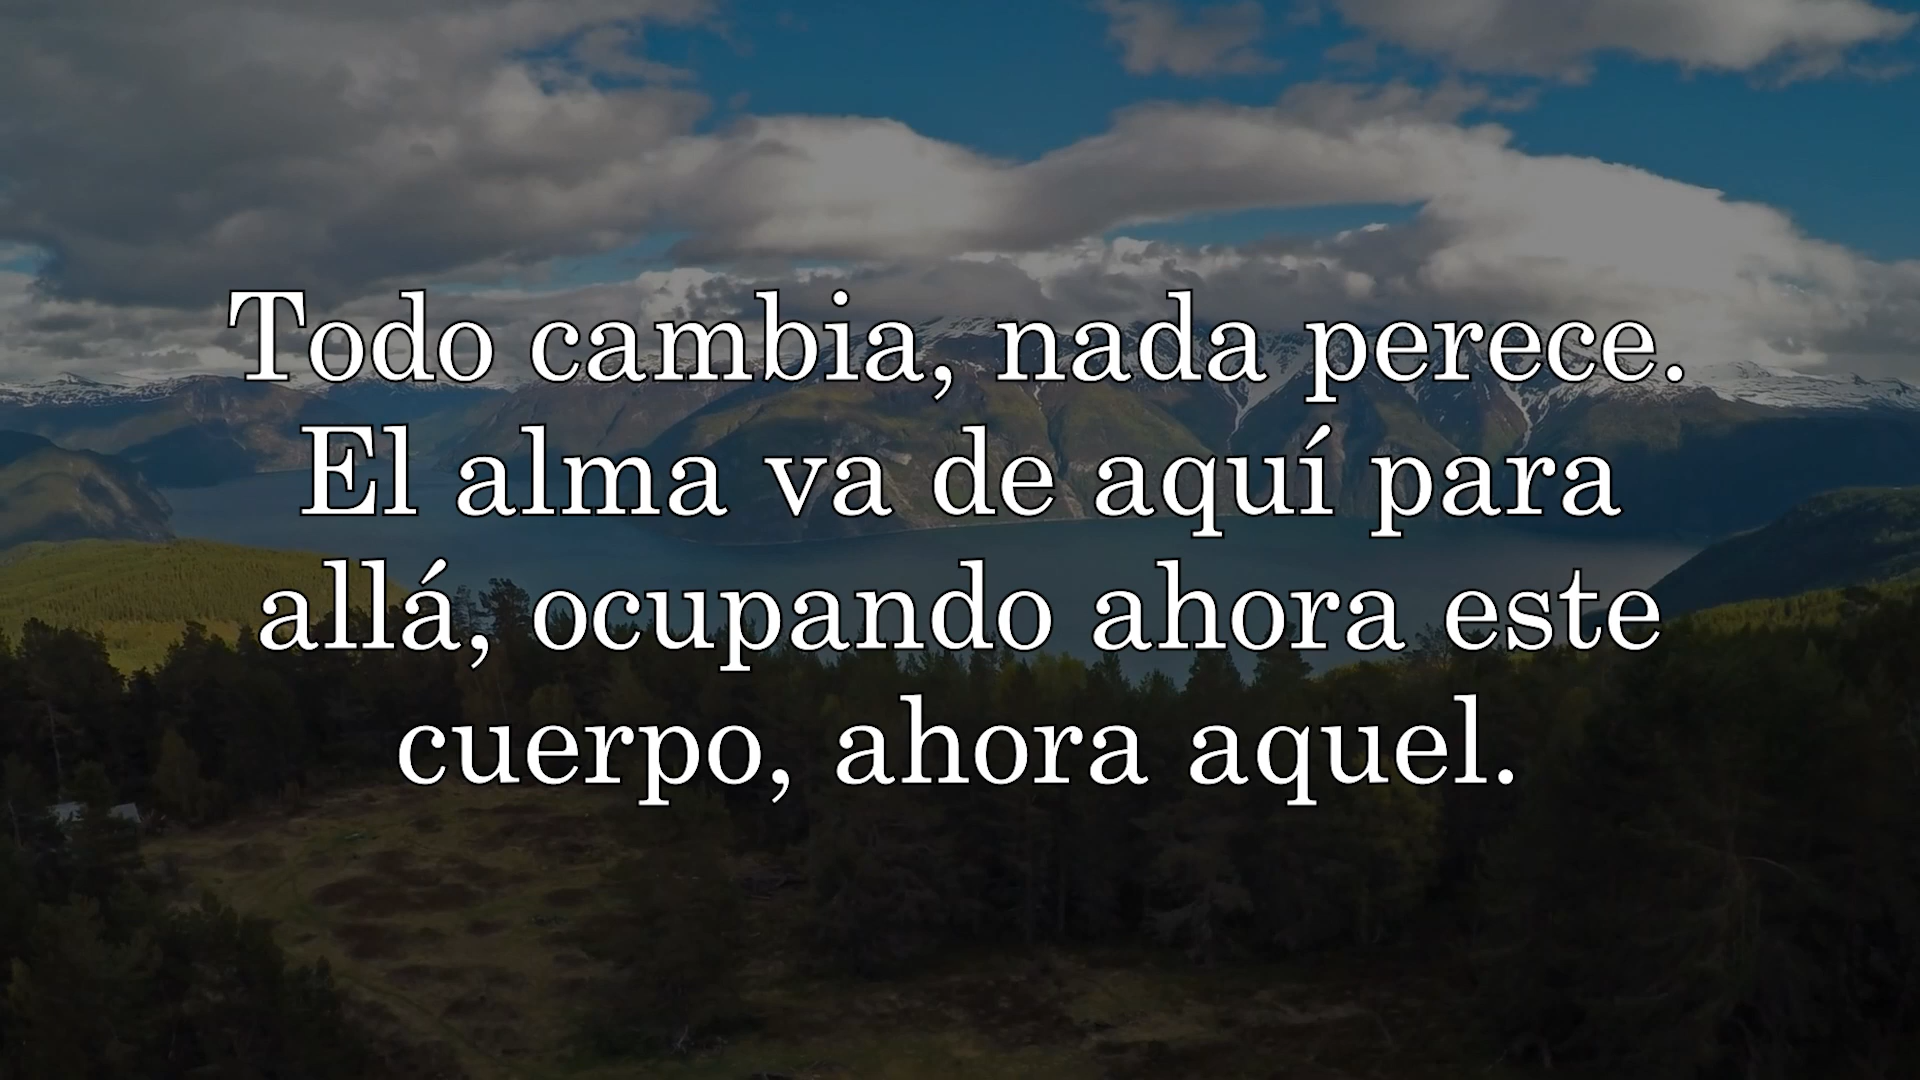 Todo cambia, nada perece.
El alma va de aquí para
allá, ocupando ahora este
cuerpo, ahora aquel.